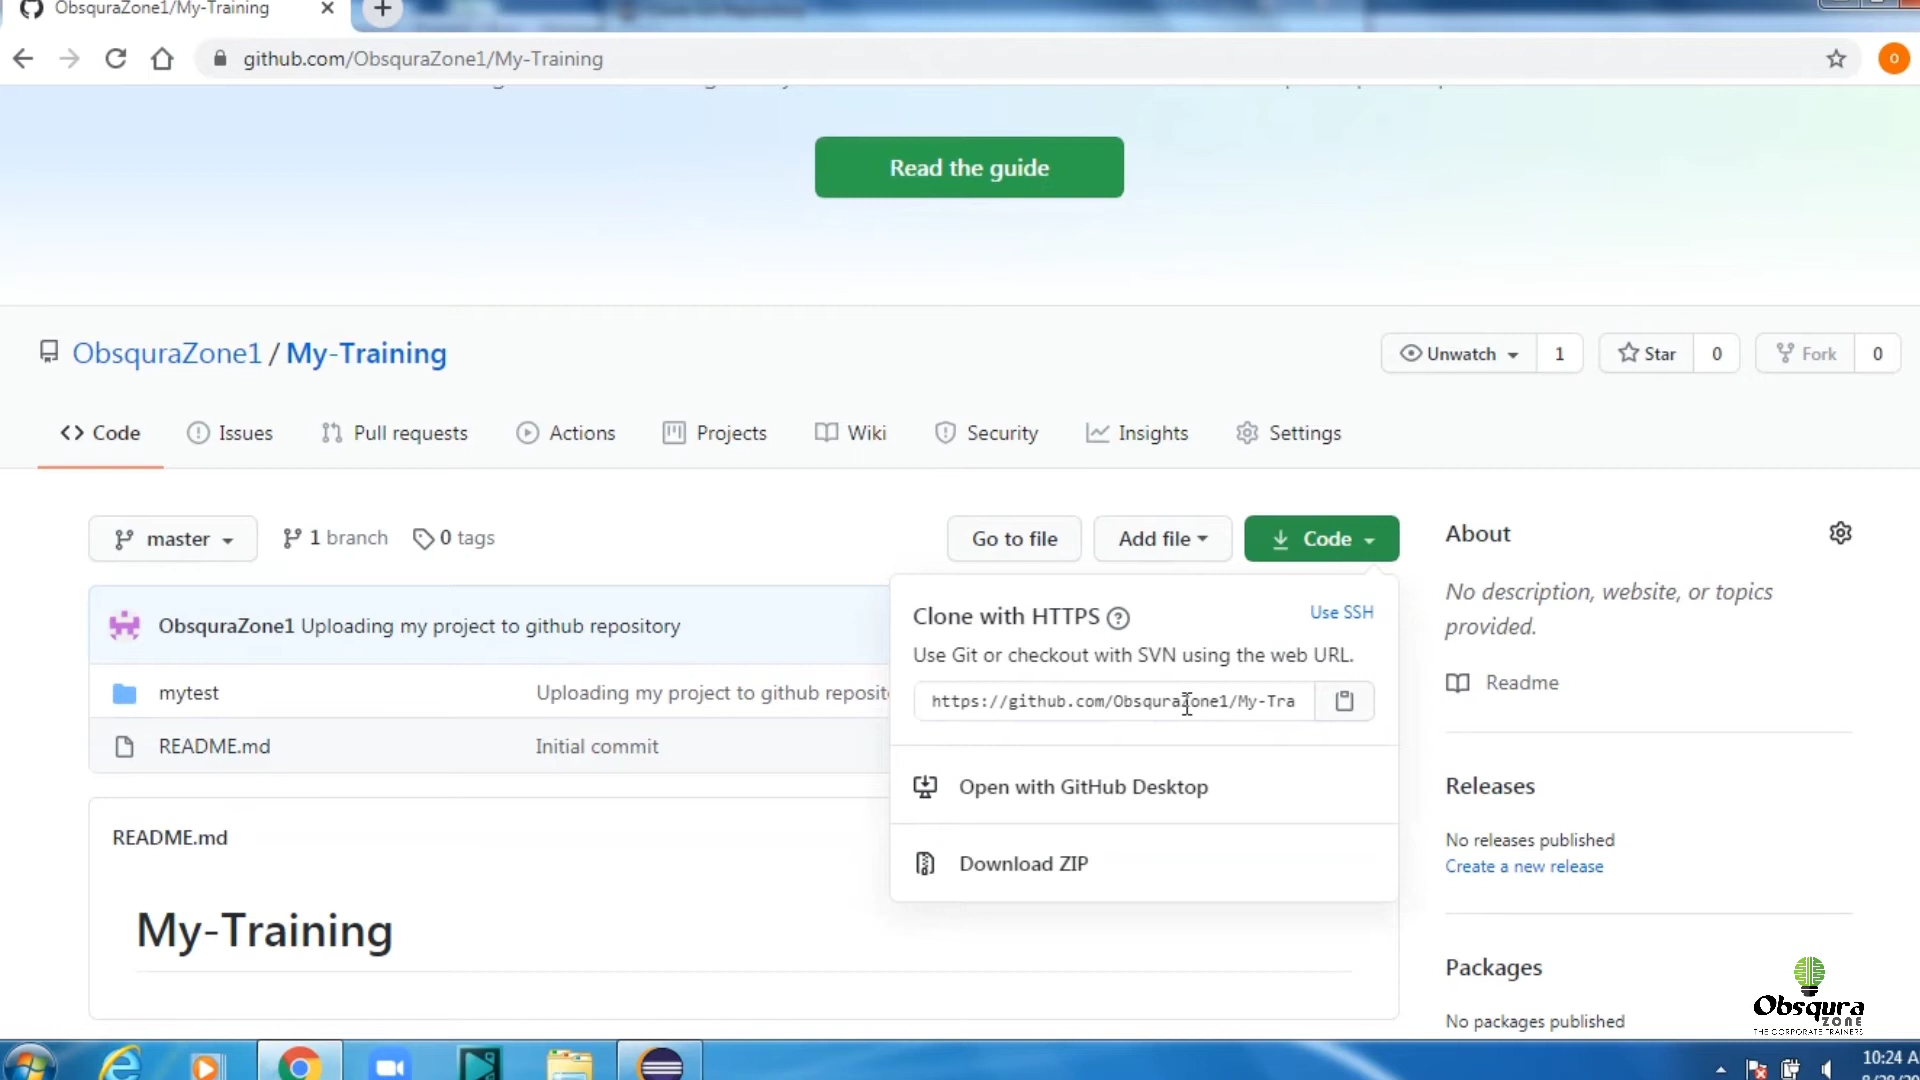 ObsquraZone1/My-Training
github.com/ObsquraZone1/My-Training
Read the guide
ObsquraZone1 / My-Training
Unwatch 1
Star 0
Fork 0
Code
Issues
Pull requests
Actions
Projects
Wiki
Security
Insights
Settings
master
1 branch
0 tags
Go to file
Add file
Code
ObsquraZone1 Uploading my project to github repository
mytest
Uploading my project to github
README.md
Initial commit
README.md
My-Training
Clone with HTTPS
Use SSH
Use Git or checkout with SVN using the web URL.
https://github.com/ObsquraZone1/My-Tra
Open with GitHub Desktop
Download ZIP
About
No description, website, or topics
provided.
Readme
Releases
No releases published
Create a new release
Packages
No packages published
Obsqura
ZONE
THE CORPORATE TRAINERS
10:24 A